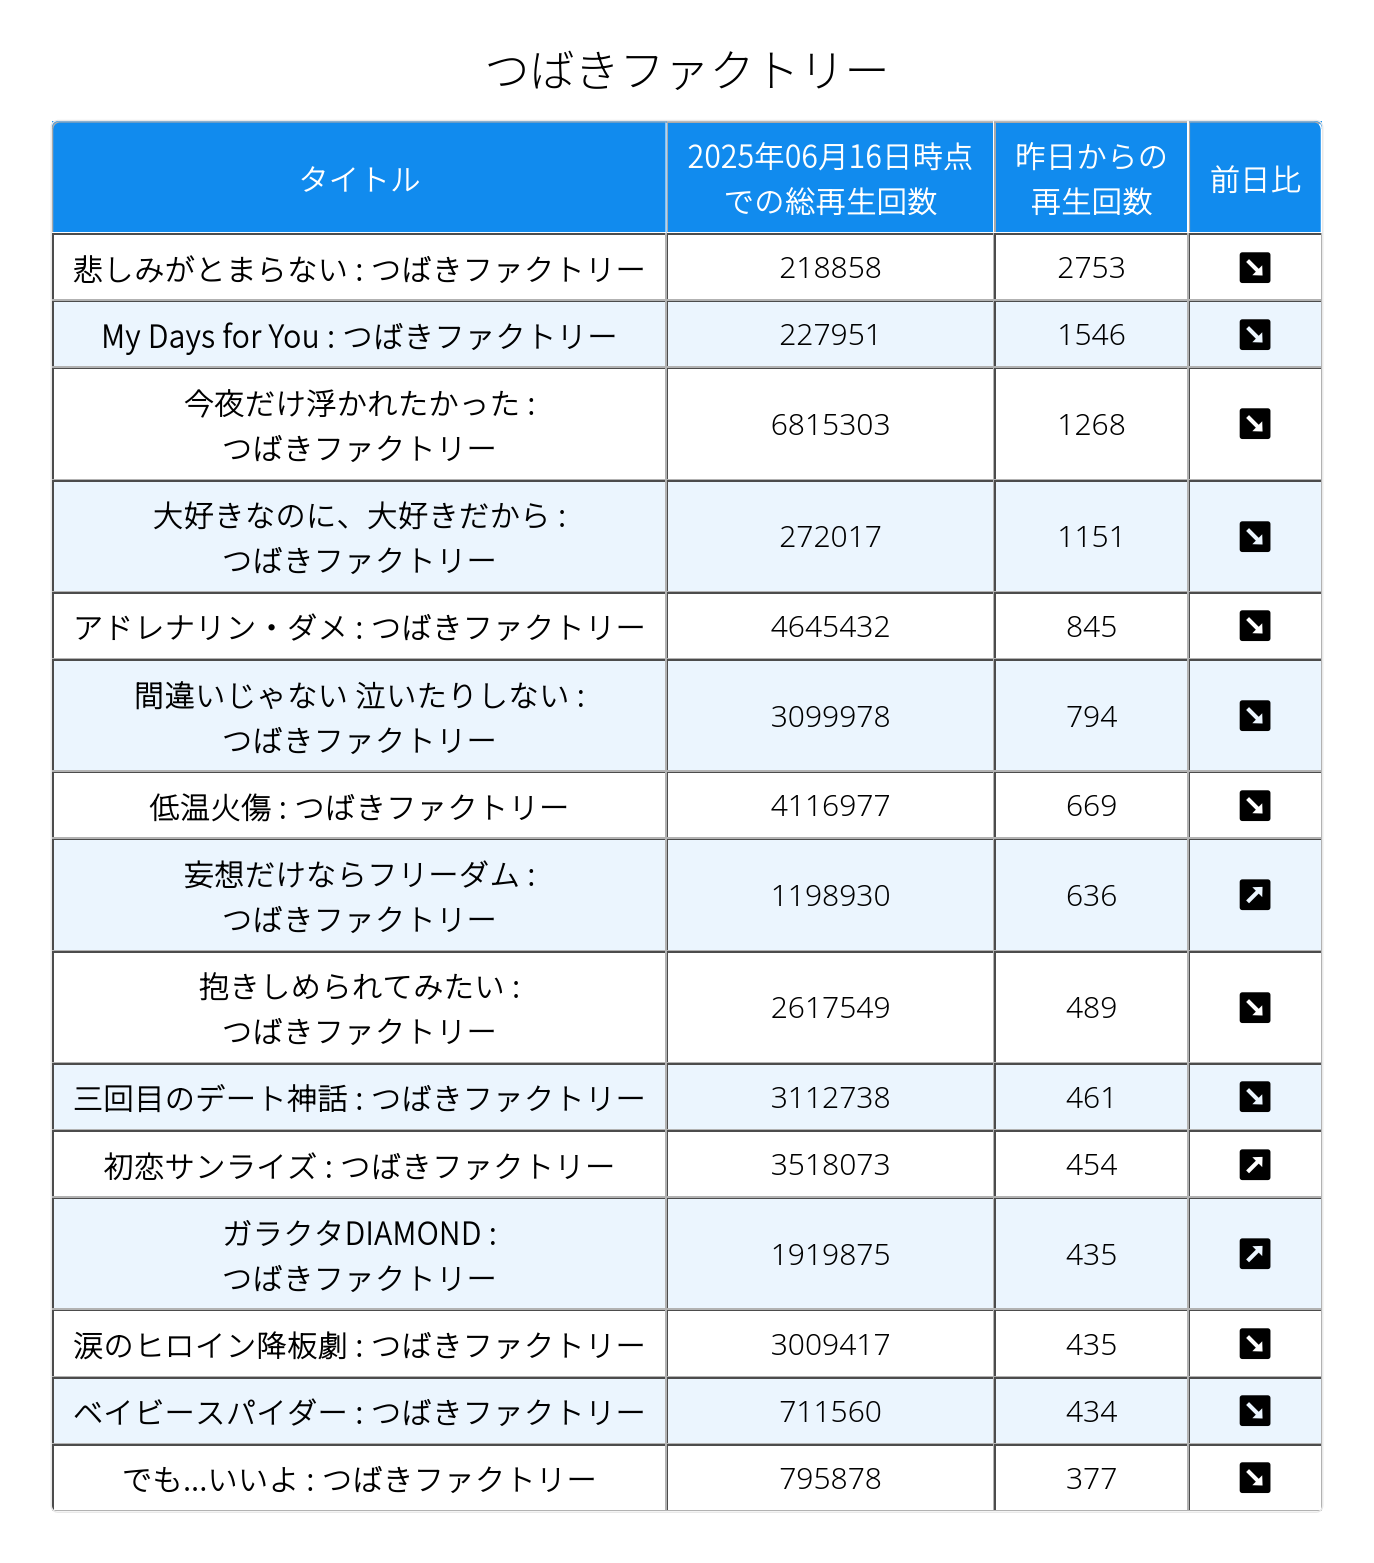 つばきファクトリー
タイトル
2025年06月16日時点
での総再生回数
昨日からの
再生回数
前日比
悲しみがとまらない : つばきファクトリー
218858
2753
My Days for You : つばきファクトリー
227951
1546
今夜だけ浮かれたかった :
つばきファクトリー
6815303
1268
大好きなのに、大好きだから :
つばきファクトリー
272017
1151
アドレナリン・ダメ : つばきファクトリー
4645432
845
間違いじゃない 泣いたりしない :
つばきファクトリー
3099978
794
低温火傷 : つばきファクトリー
4116977
669
妄想だけならフリーダム :
つばきファクトリー
1198930
636
抱きしめられてみたい :
つばきファクトリー
2617549
489
三回目のデート神話 : つばきファクトリー
3112738
461
初恋サンライズ : つばきファクトリー
3518073
454
ガラクタDIAMOND :
つばきファクトリー
1919875
435
涙のヒロイン降板劇 : つばきファクトリー
3009417
435
ベイビースパイダー : つばきファクトリー
711560
434
でも...いいよ : つばきファクトリー
795878
377